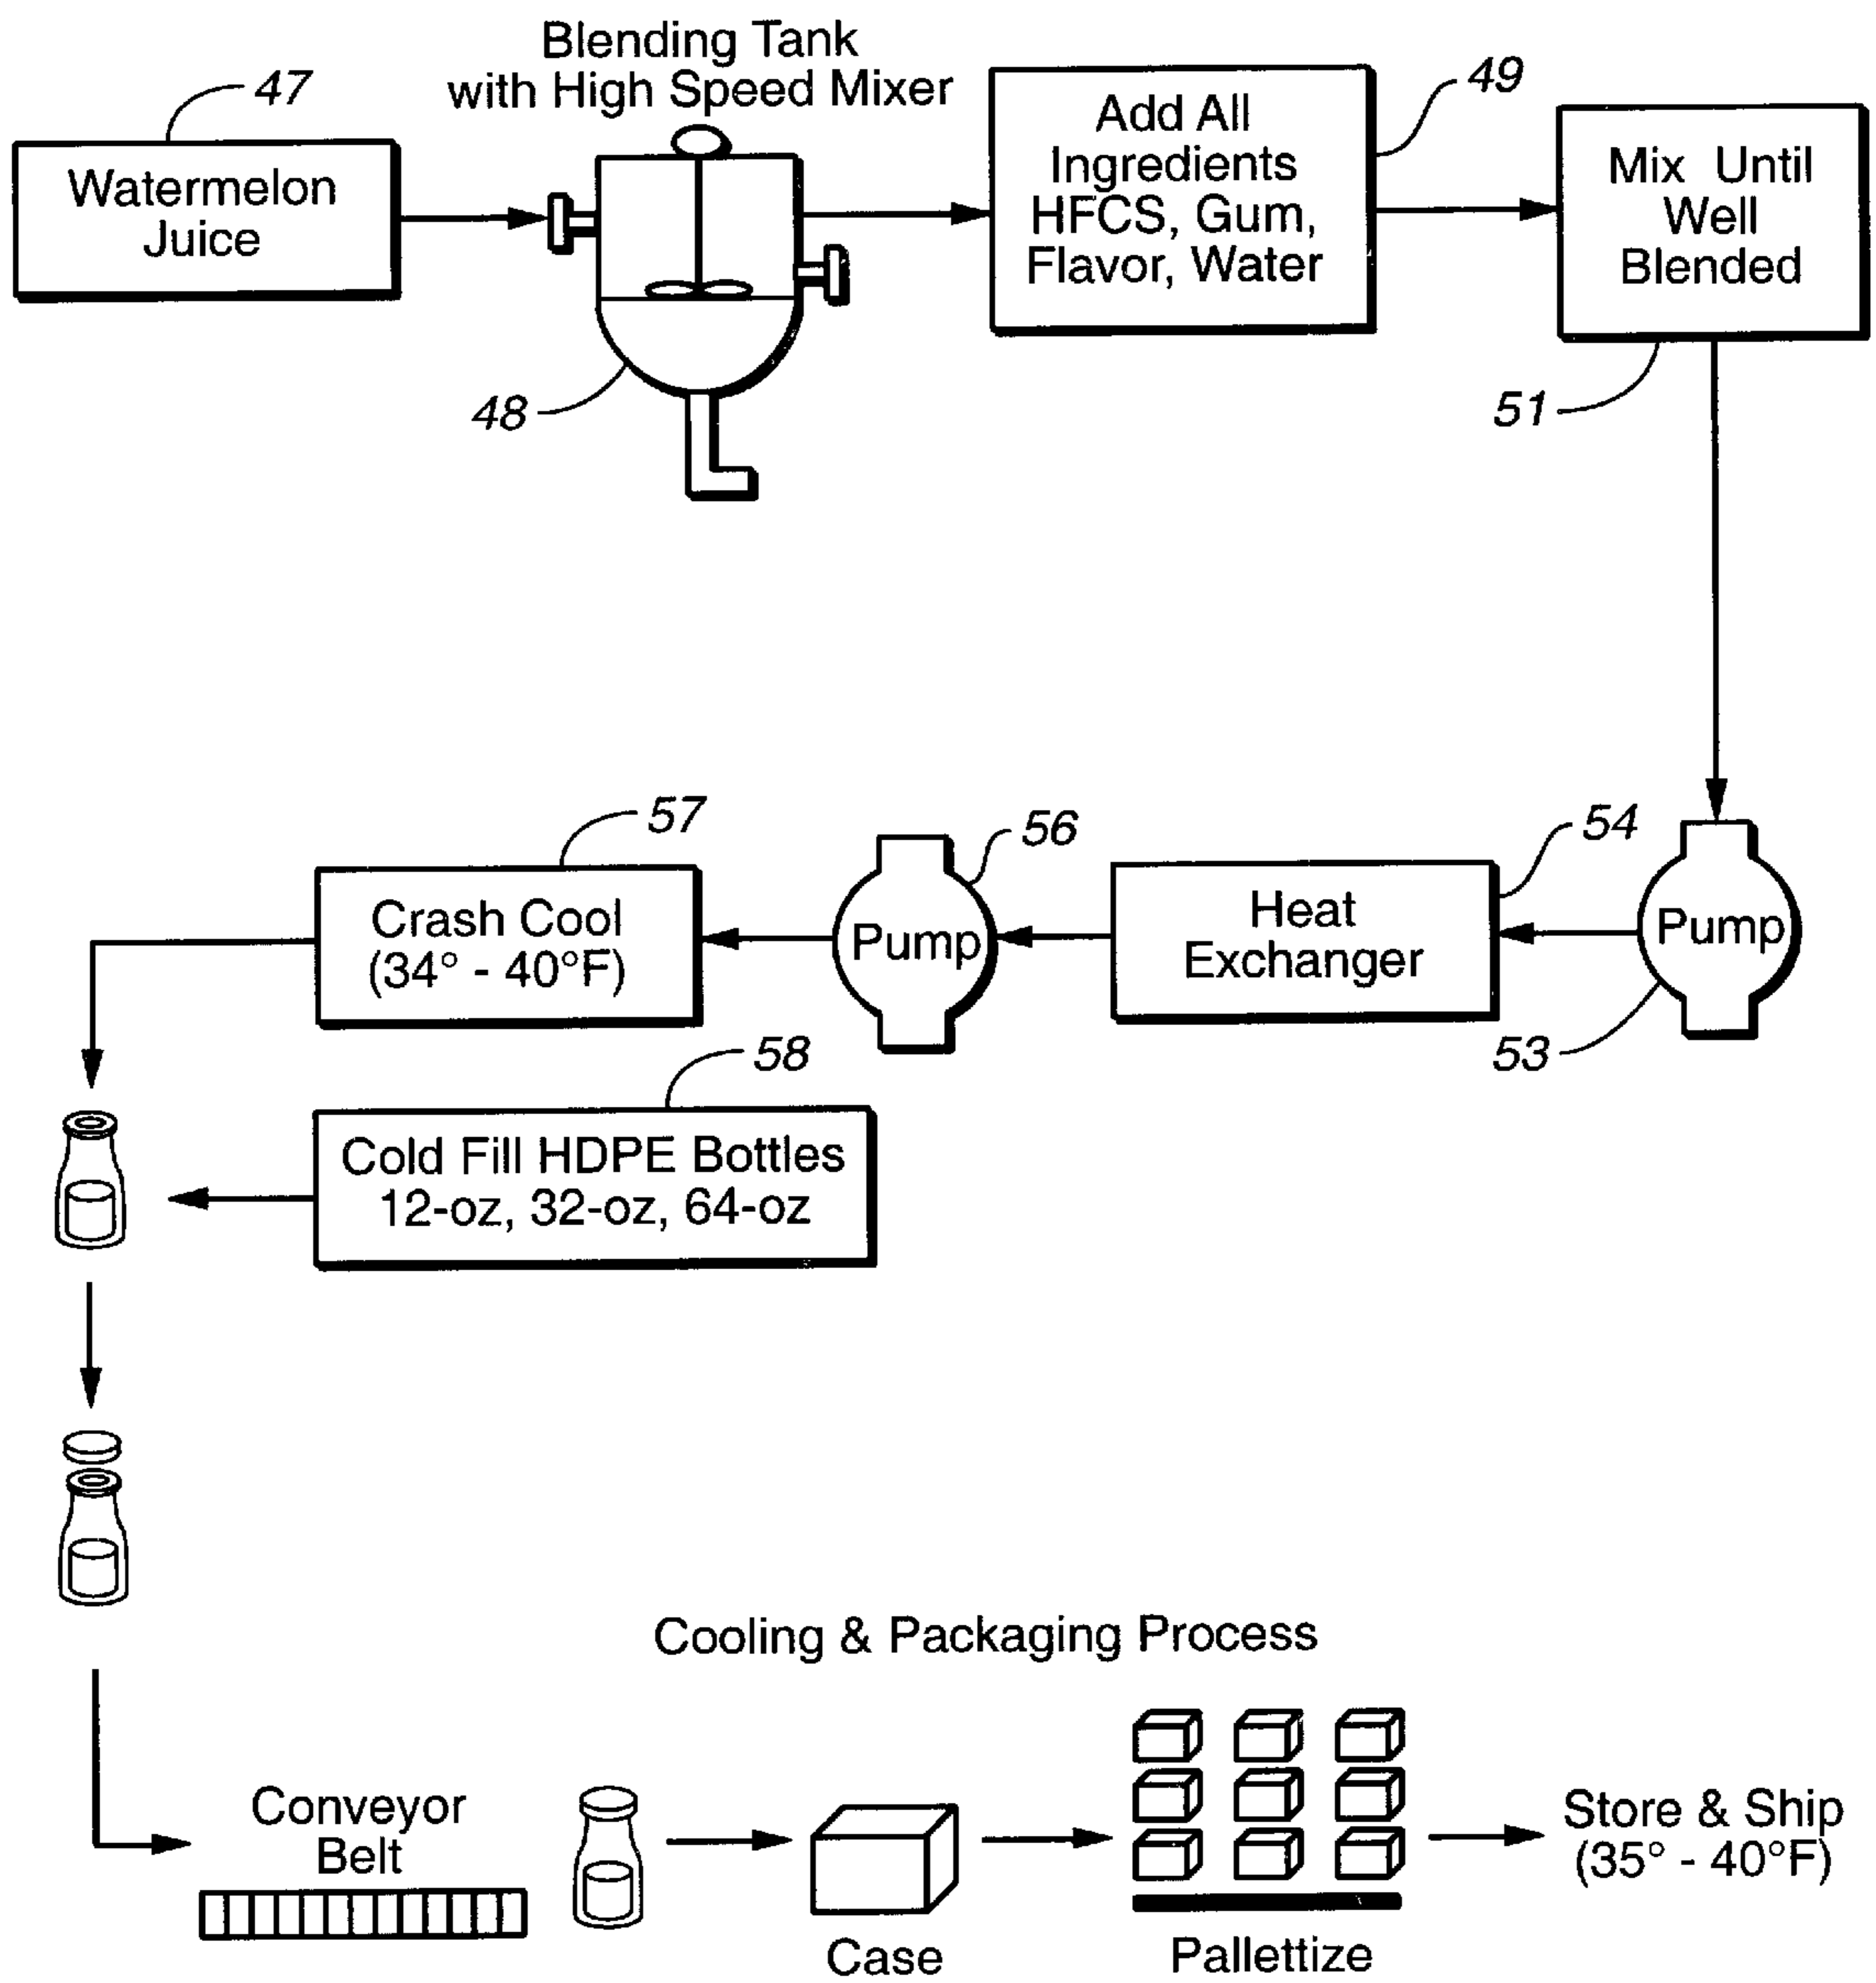 Blending Tank
with High Speed Mixer
47
Watermelon
Juice
48
49
Add All
Ingredients
HFCS, Gum,
Flavor, Water
Mix Until
Well
Blended
51
57
Crash Cool
(34° - 40°F)
56
Pump
54
Heat
Exchanger
Pump
53
58
Cold Fill HDPE Bottles
12-oz, 32-oz, 64-oz
Cooling & Packaging Process
Conveyor
Belt
Case
Pallettize
Store & Ship
(35° - 40°F)